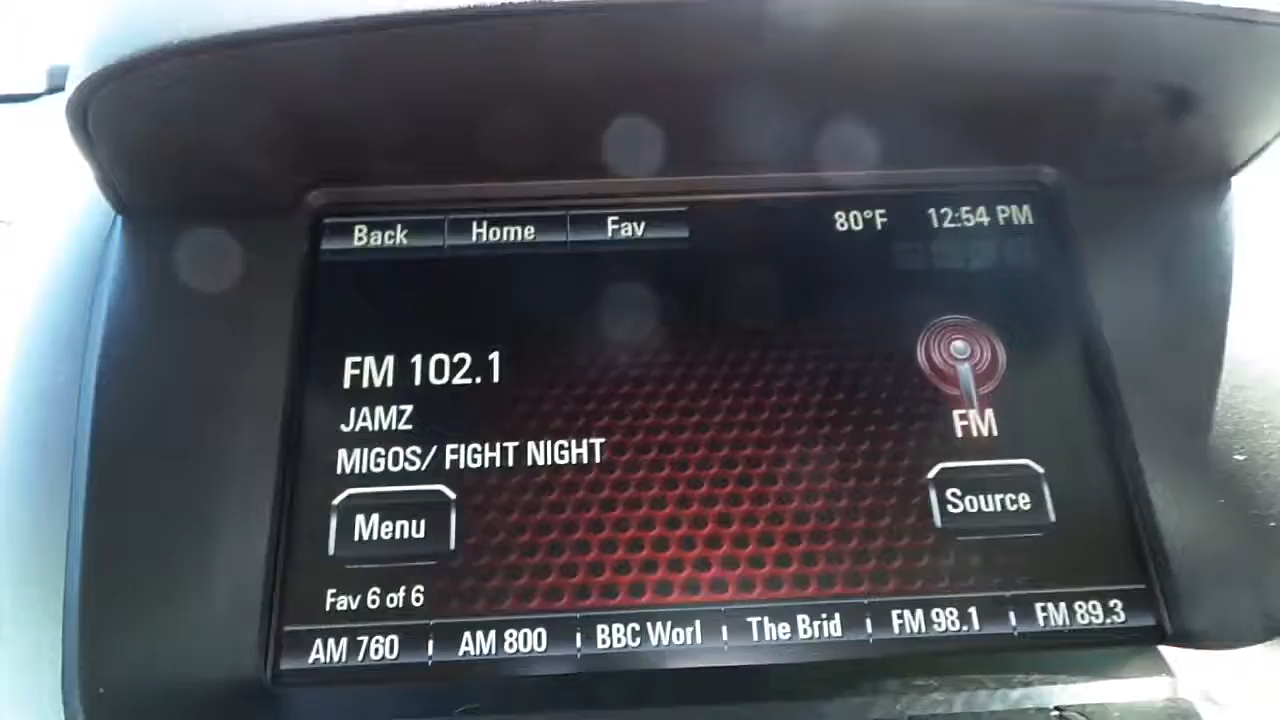 Back Home Fav 80°F 12:54 PM
FM 102.1
JAMZ
MIGOS/ FIGHT NIGHT
FM
Menu
Source
Fav 6 of 6
AM 760 AM 800 BBC Worl The Brid FM 98.1 FM 89.3